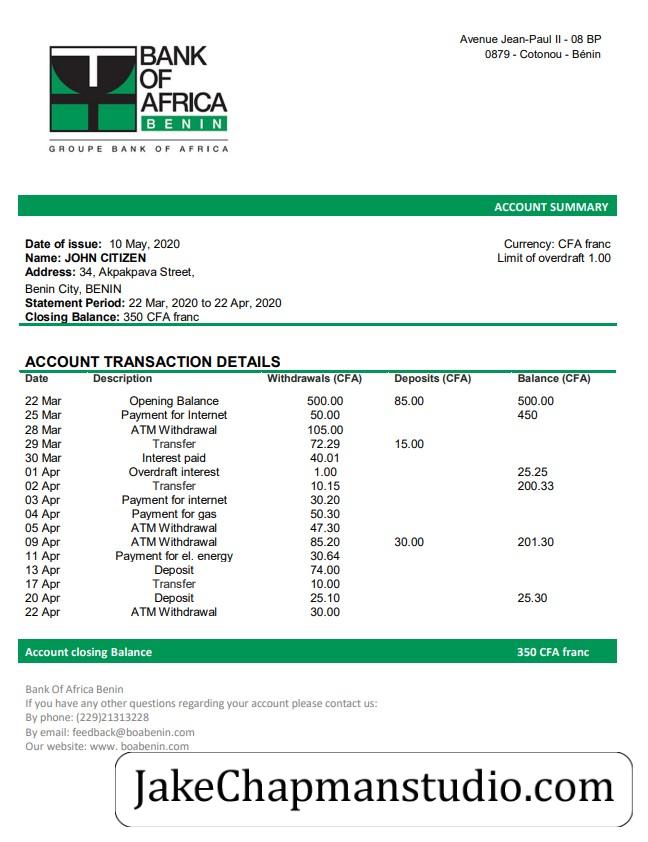 BANK
OF
AFRICA
BENIN
GROUPE BANK OF AFRICA
Avenue Jean-Paul II - 08 BP
0879 - Cotonou - Bénin
ACCOUNT SUMMARY
Date of issue: 10 May, 2020
Currency: CFA franc
Name: JOHN CITIZEN
Limit of overdraft 1.00
Address: 34, Akpakpava Street,
Benin City, BENIN
Statement Period: 22 Mar, 2020 to 22 Apr, 2020
Closing Balance: 350 CFA franc
ACCOUNT TRANSACTION DETAILS
Date Description Withdrawals (CFA) Deposits (CFA) Balance (CFA)
22 Mar Opening Balance 500.00 85.00 500.00
25 Mar Payment for Internet 50.00 450
28 Mar ATM Withdrawal 105.00
29 Mar Transfer 72.29 15.00
30 Mar Interest paid 40.01
01 Apr Overdraft interest 1.00 25.25
02 Apr Transfer 10.15 200.33
03 Apr Payment for internet 30.20
04 Apr Payment for gas 50.30
05 Apr ATM Withdrawal 47.30
09 Apr ATM Withdrawal 85.20 30.00 201.30
11 Apr Payment for el. energy 30.64
13 Apr Deposit 74.00
17 Apr Transfer 10.00
20 Apr Deposit 25.10 25.30
22 Apr ATM Withdrawal 30.00
Account closing Balance 350 CFA franc
Bank Of Africa Benin
If you have any other questions regarding your account please contact us:
By phone: (229)21313228
By email: feedback@boabenin.com
Our website: www. boabenin.com
JakeChapmanstudio.com